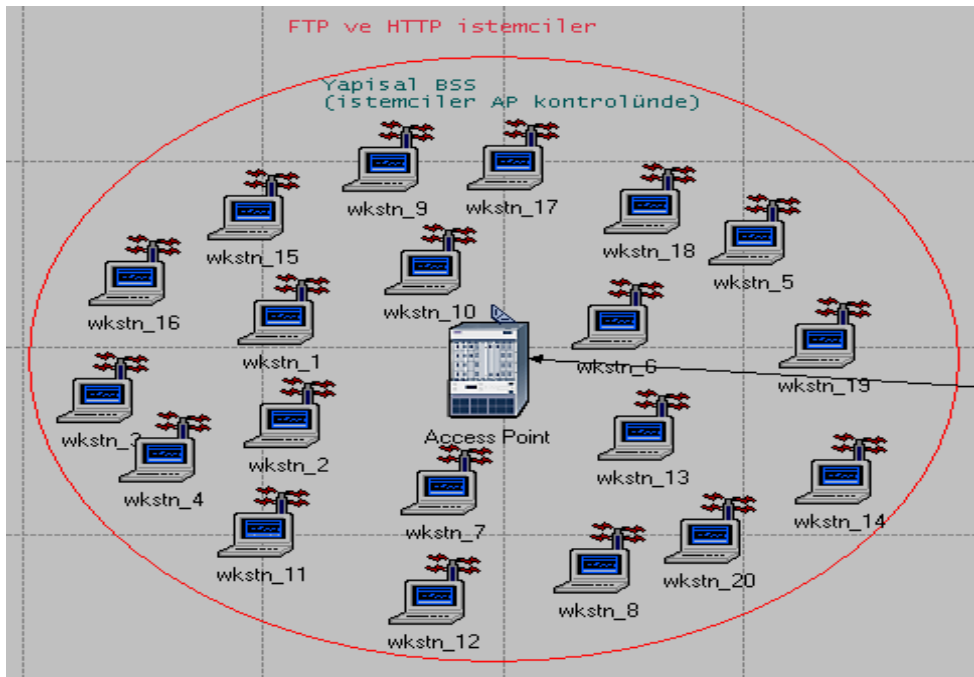 FTP ve HTTP istemciler
Yapisal BSS
(istemciler AP kontrolünde)
wkstn_9
wkstn_17
wkstn_15
wkstn_18
wkstn_5
wkstn_16
wkstn_10
wkstn_1
wkstn_6
wkstn_19
wkstn_3
Access Point
wkstn_2
wkstn_4
wkstn_13
wkstn_7
wkstn_14
wkstn_11
wkstn_20
wkstn_8
wkstn_12